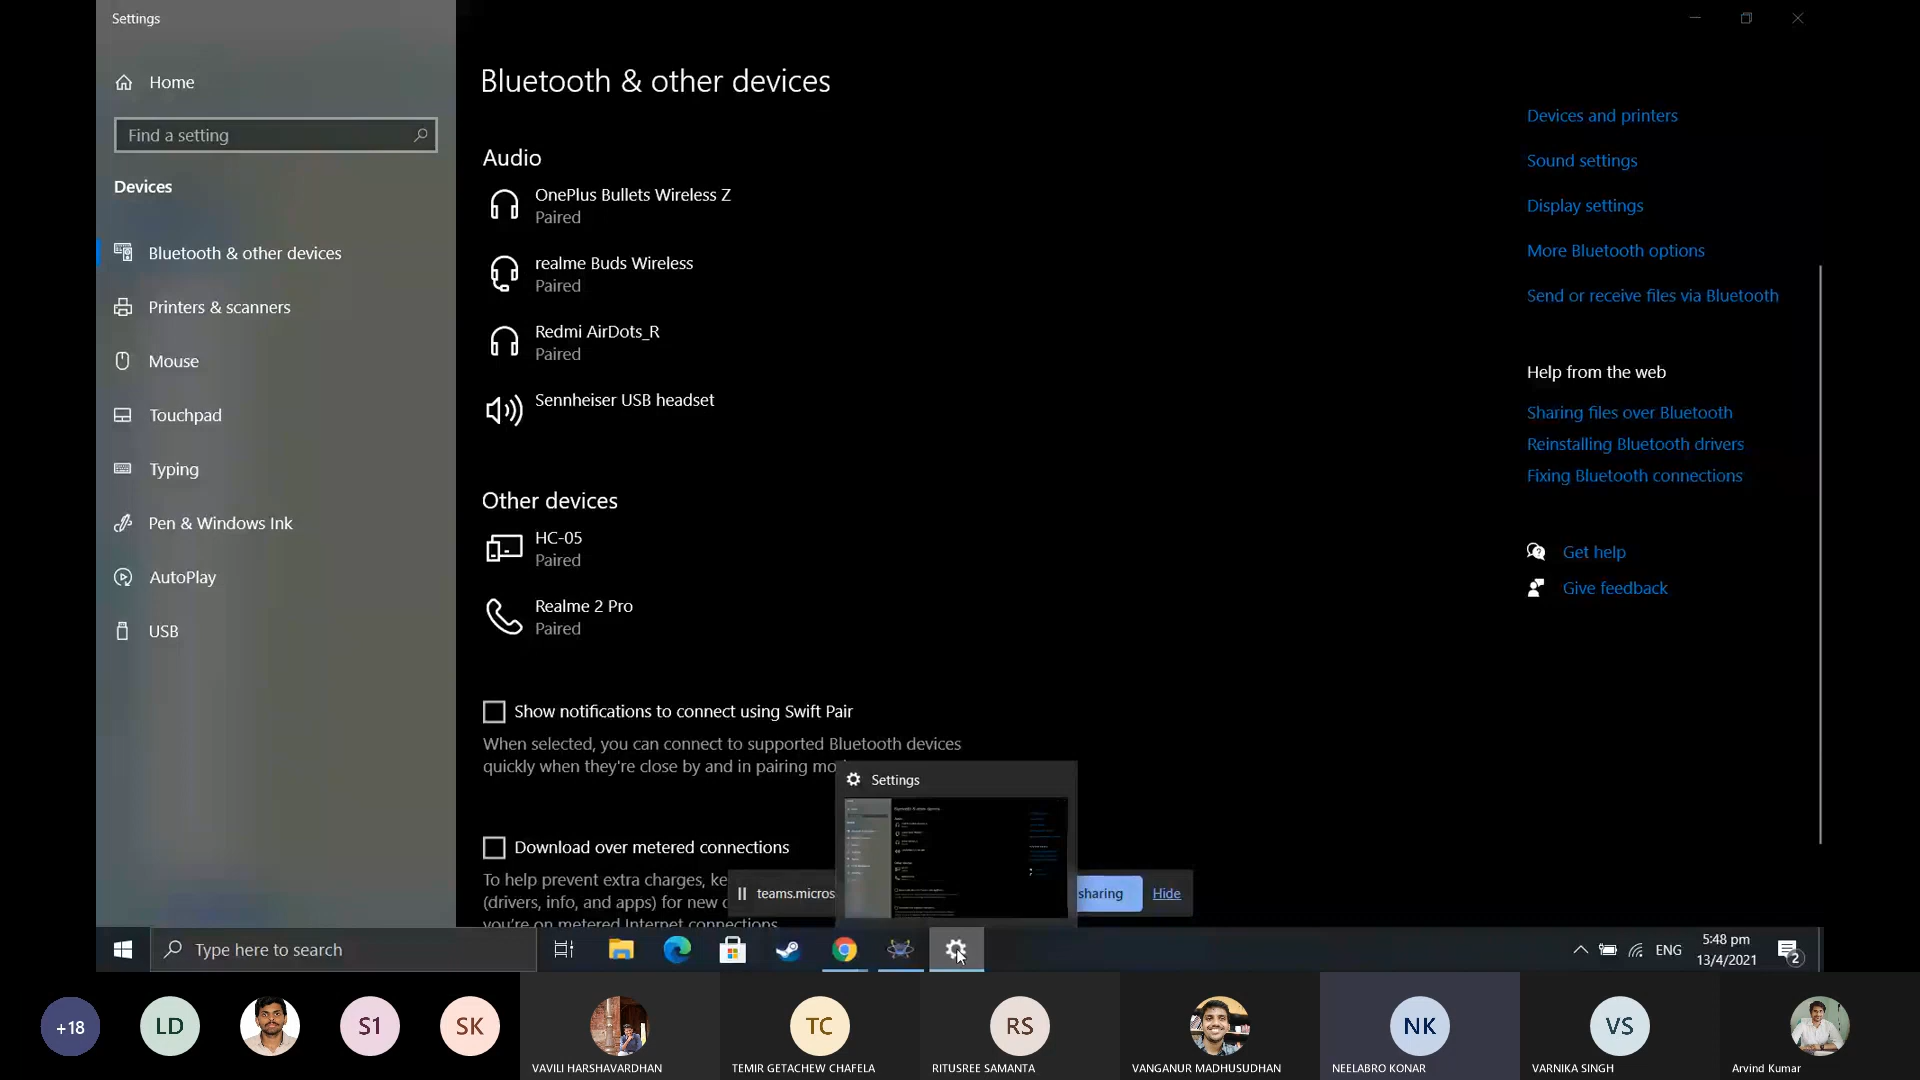 Settings
Home
Find a setting
Devices
Bluetooth & other devices
Printers & scanners
Mouse
Touchpad
Typing
Pen & Windows Ink
AutoPlay
USB
Bluetooth & other devices
Audio
OnePlus Bullets Wireless Z
Paired
realme Buds Wireless
Paired
Redmi AirDots_R
Paired
Sennheiser USB headset
Other devices
HC-05
Paired
Realme 2 Pro
Paired
Show notifications to connect using Swift Pair
When selected, you can connect to supported Bluetooth devices
quickly when they're close by and in pairing mo
Download over metered connections
To help prevent extra charges, ke
(drivers, info, and apps) for new
you're on metered Internet connections
Devices and printers
Sound settings
Display settings
More Bluetooth options
Send or receive files via Bluetooth
Help from the web
Sharing files over Bluetooth
Reinstalling Bluetooth drivers
Fixing Bluetooth connections
Get help
Give feedback
Settings
teams.micros
sharing
Hide
Type here to search
ENG
5:48 pm
13/4/2021
2
+18
LD
S1
SK
VAVILI HARSHAVARDHAN
TC
TEMIR GETACHEW CHAFELA
RS
RITUSREE SAMANTA
VANGANUR MADHUSUDHAN
NK
NEELABRO KONAR
VS
VARNIKA SINGH
Arvind Kumar